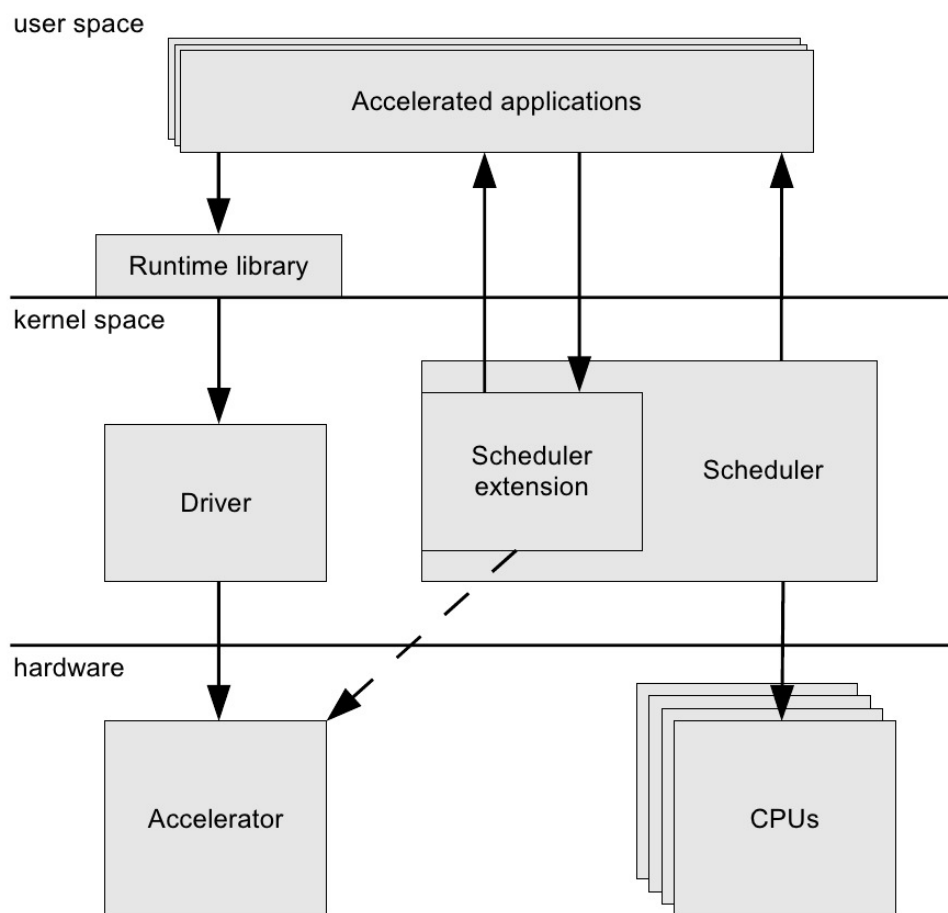 user space
Accelerated applications
Runtime library
kernel space
Scheduler
extension
Scheduler
Driver
hardware
Accelerator
CPUs